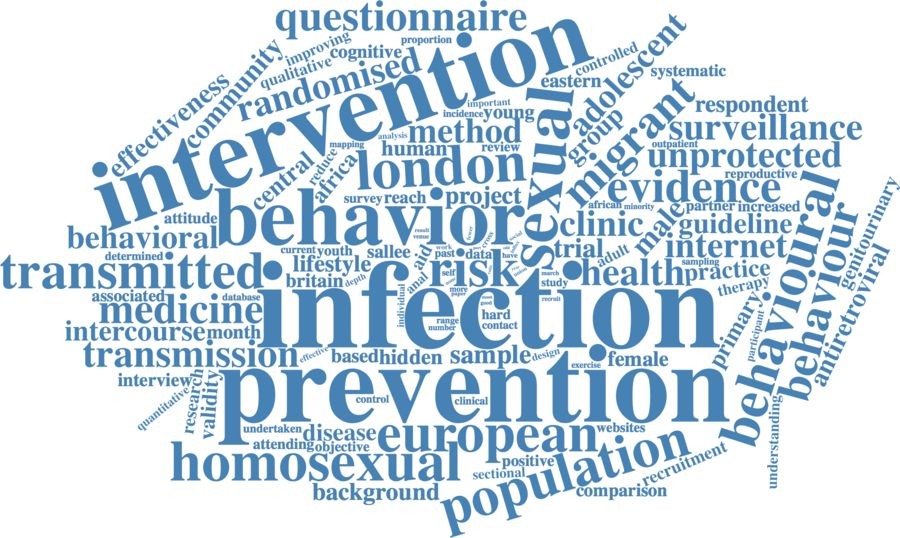 questionnaire
intervention
randomised
cognitive
improving
qualitative
proportion
community
effectiveness
controlled
eastern
adolescent
systematic
important
incidence
young
method
human
review
analysis
mapping
reduce
africa
central
london
survey
reach
project
sexual
group
migrant
respondent
surveillance
outpatient
unprotected
reproductive
evidence
african
minority
partner
increased
male
guideline
clinic
internet
trial
adult
sampling
health
practice
therapy
attitude
behavioral
behavior
determined
transmitted
current
youth
sallee
lifestyle
britain
depth
result
venue
fewer
cross
social
work
past
data
have
aid
anal
risk
self
more
paper
most
good
march
study
recruit
individual
range
number
hard
contact
associated
database
medicine
infection
intercourse
month
transmission
effective
based
hidden
sample
design
exercise
female
primary
participant
behavioural
behaviour
genitourinary
antiretroviral
interview
quantitative
research
validity
prevention
control
clinical
undertaken
disease
attending
objective
european
websites
homosexual
positive
sectional
background
population
recruitment
comparison
understanding